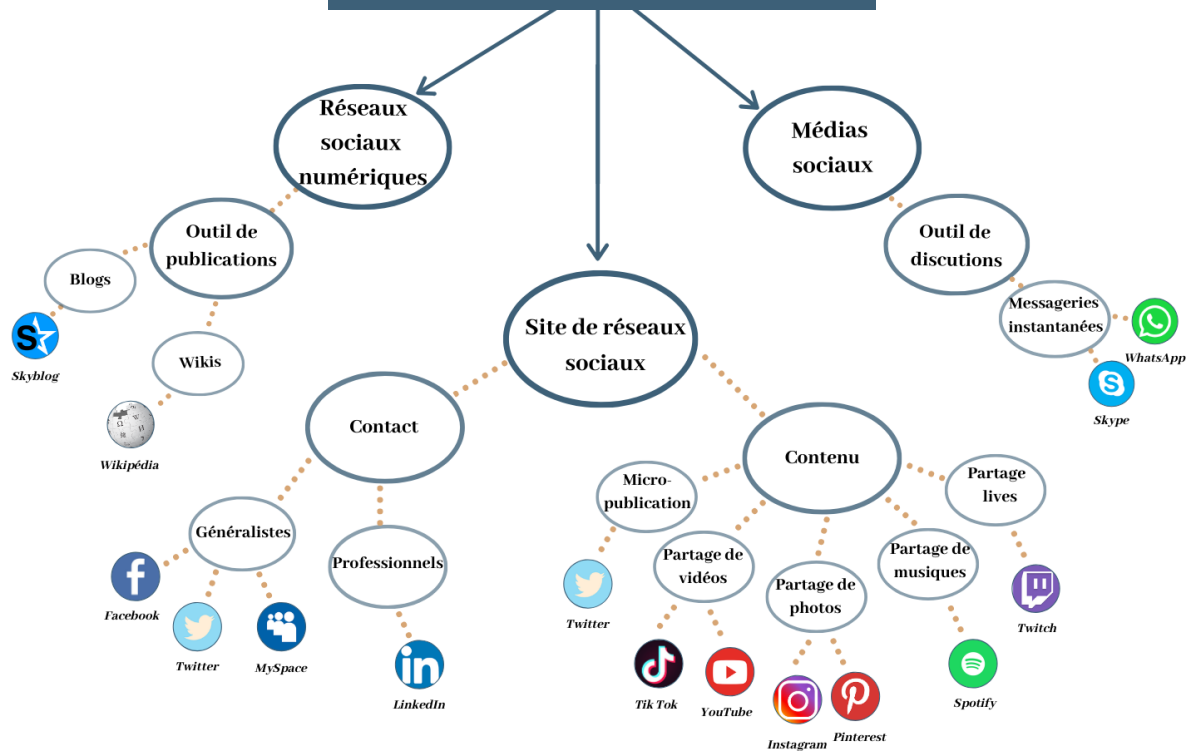 Réseaux
sociaux
numériques
Médias
sociaux
Outil de
publications
Blogs
S
Skyblog
Wikis
Wikipédia
Outil de
discutions
Messageries
instantanées
WhatsApp
S
Skype
Site de réseaux
sociaux
Contact
Généralistes
f
Facebook
Twitter
MySpace
Professionnels
in
LinkedIn
Contenu
Micro-
publication
Twitter
Partage de
vidéos
Tik Tok
YouTube
Partage de
photos
Instagram
Pinterest
Partage de
musiques
Spotify
Partage
lives
Twitch